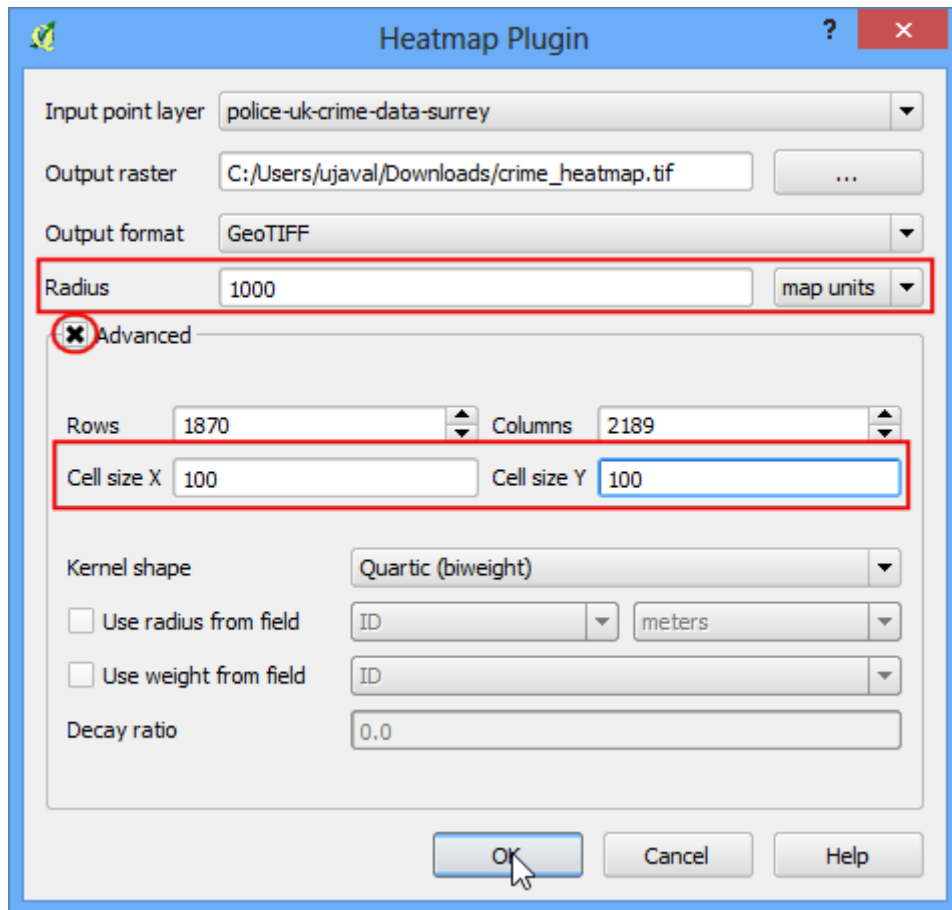 Heatmap Plugin
?
Input point layer police-uk-crime-data-surrey
Output raster C:/Users/ujaval/Downloads/crime_heatmap.tif ...
Output format GeoTIFF
Radius 1000 map units
Advanced
Rows 1870 Columns 2189
Cell size X 100 Cell size Y 100
Kernel shape Quartic (biweight)
Use radius from field ID meters
Use weight from field ID
Decay ratio 0.0
OK Cancel Help